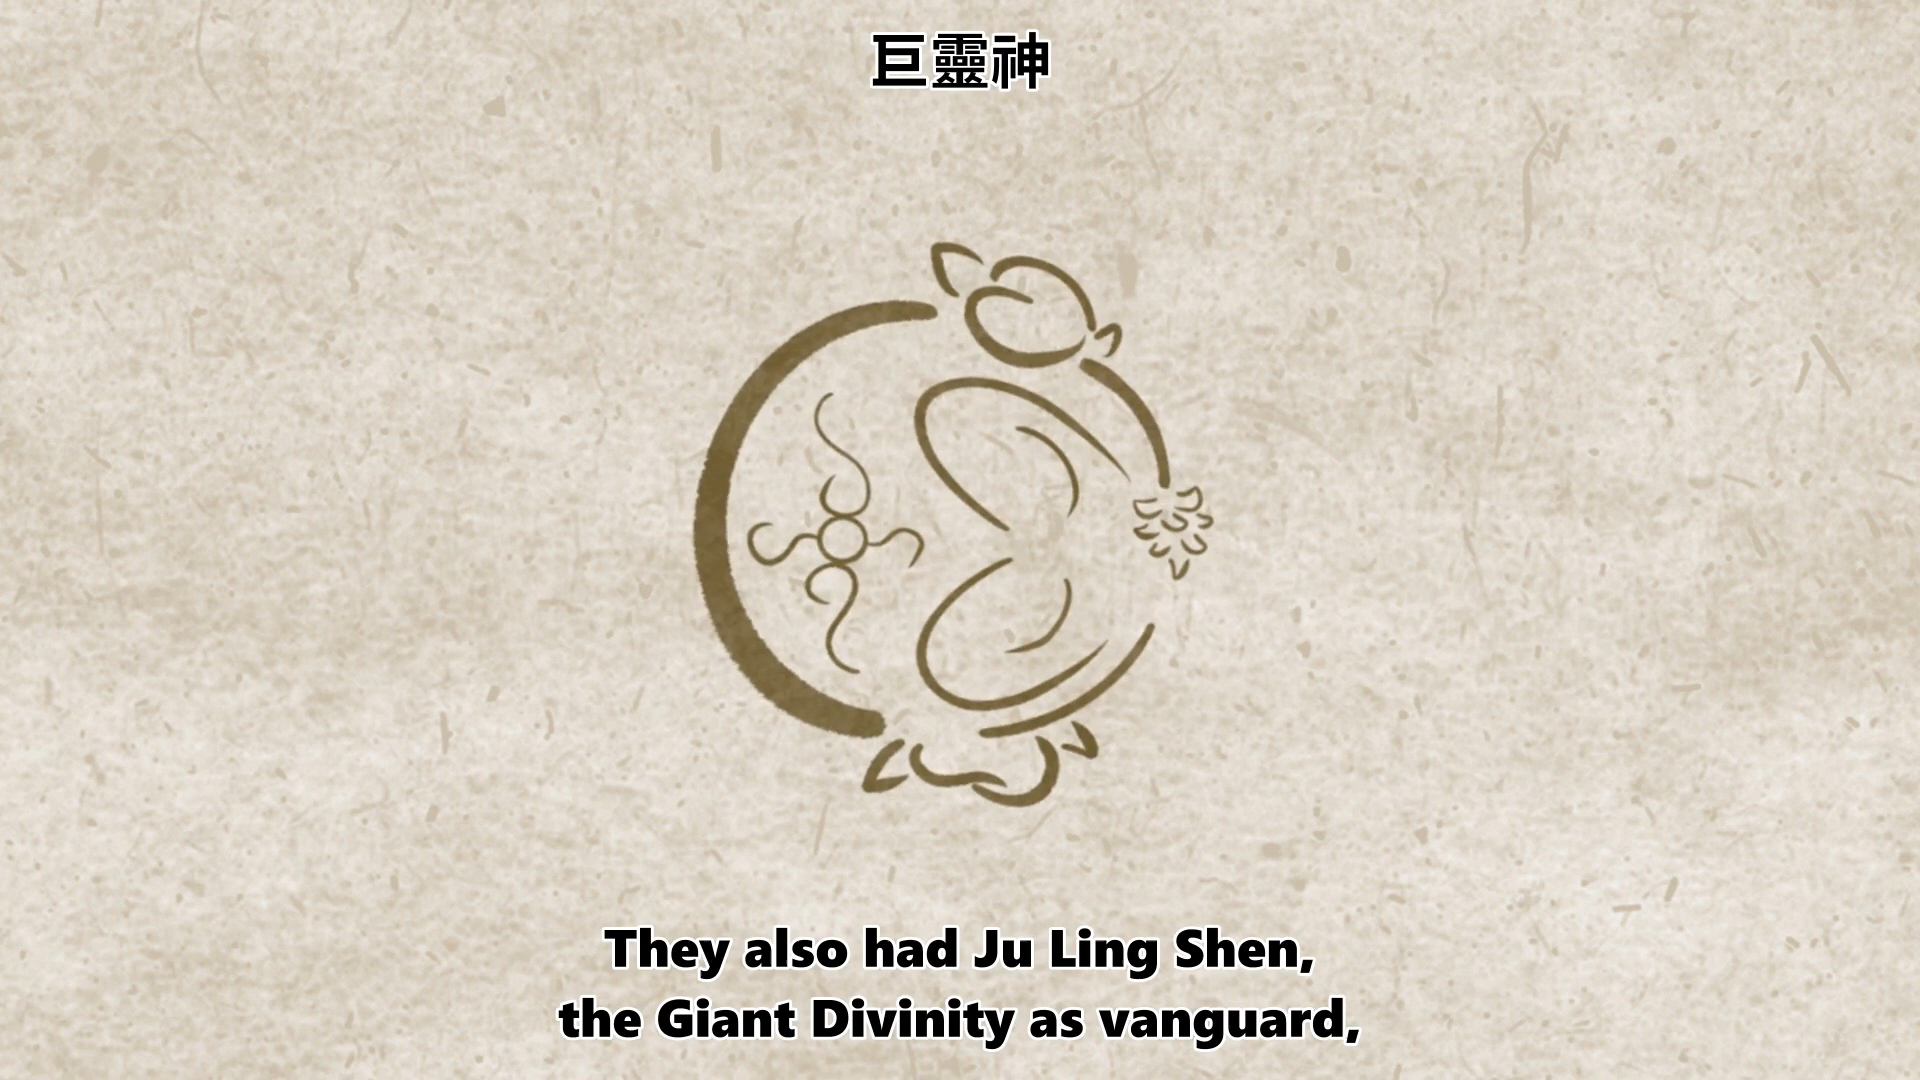 巨靈神
They also had Ju Ling Shen,
the Giant Divinity as vanguard,